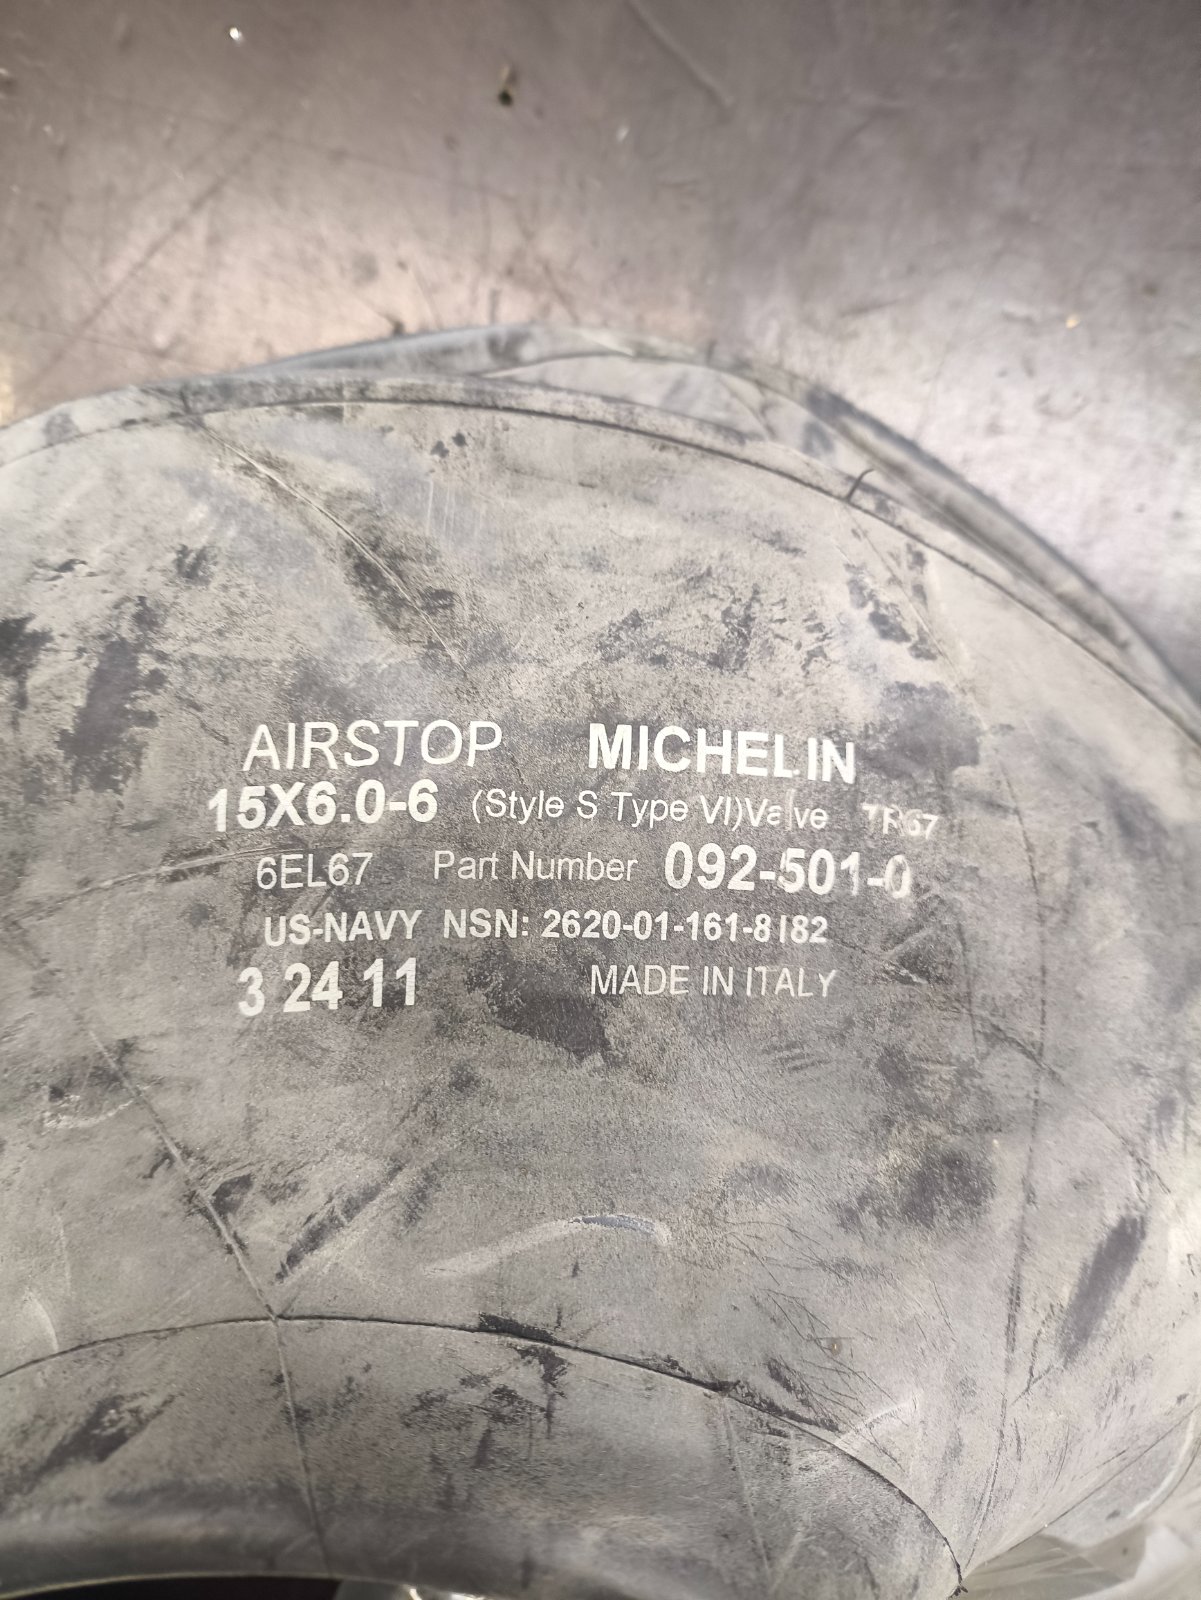 AIRSTOP MICHELIN
15X6.0-6 (Style S Type VI)Valve TR67
6EL67 Part Number 092-501-0
US-NAVY NSN: 2620-01-161-8182
3 24 11 MADE IN ITALY